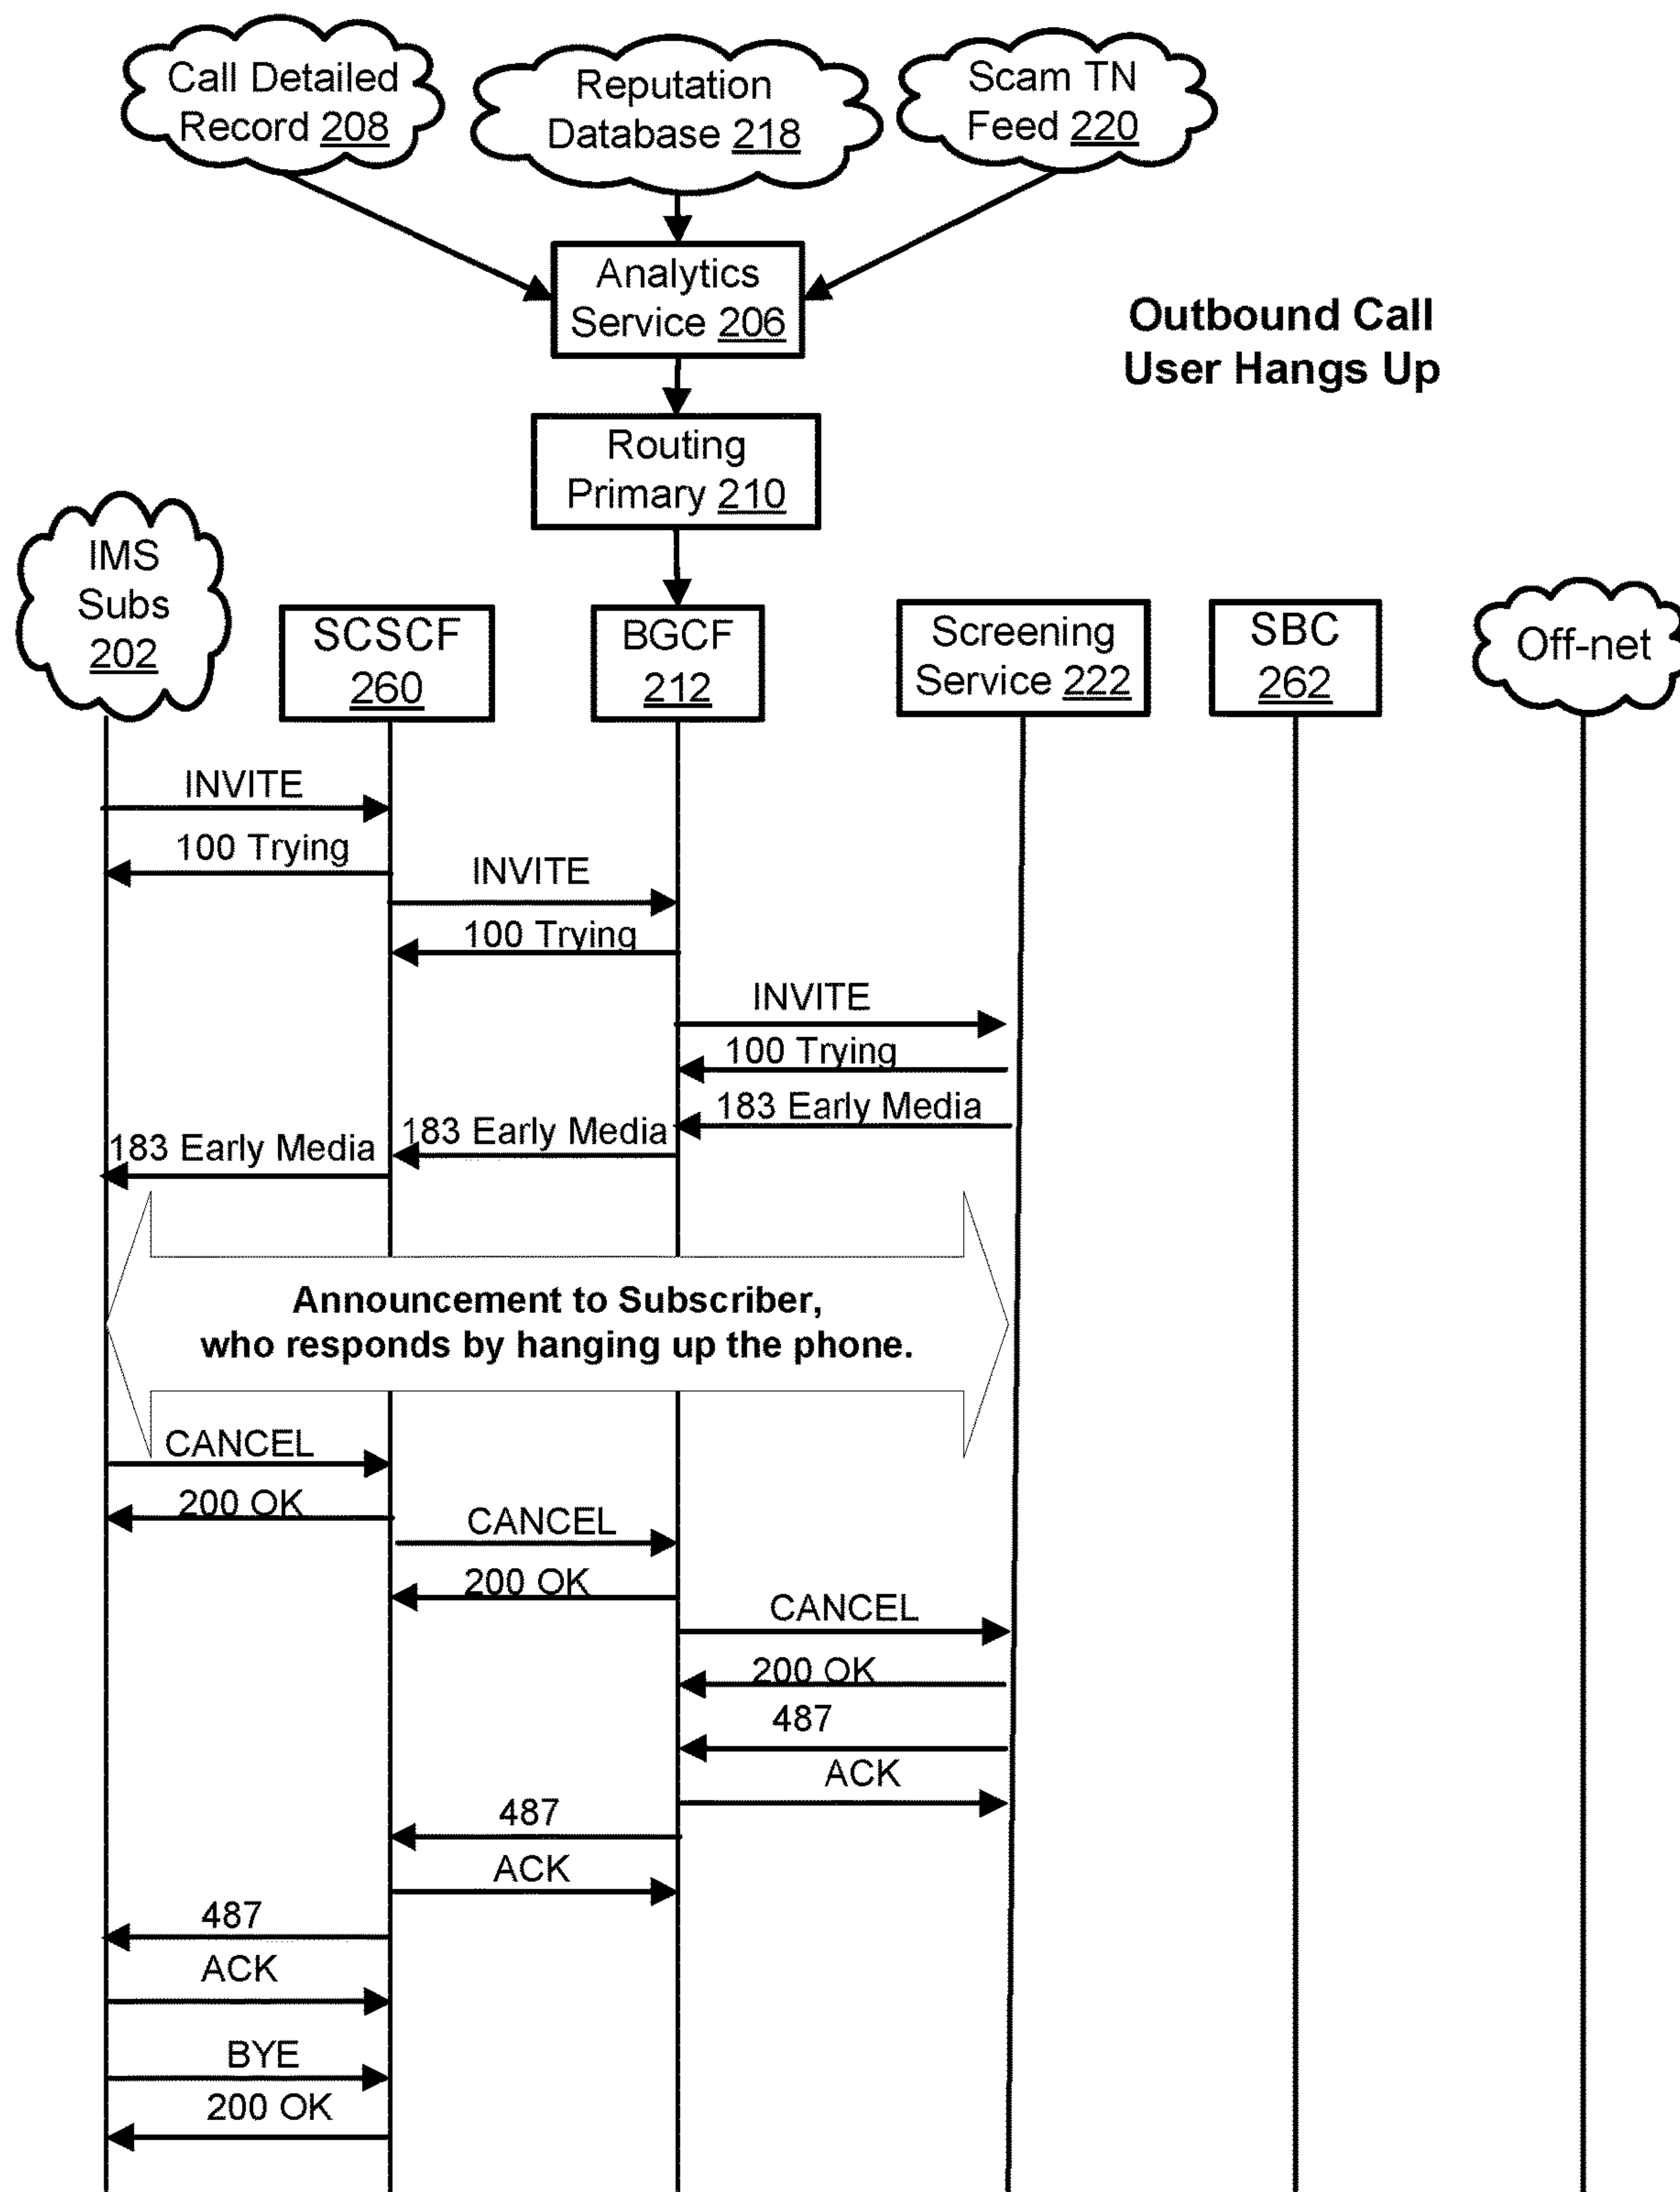 Call Detailed
Record 208
Reputation
Database 218
Scam TN
Feed 220
Analytics
Service 206
Outbound Call
User Hangs Up
Routing
Primary 210
IMS
Subs
202
SCSCF
260
BGCF
212
Screening
Service 222
SBC
262
Off-net
INVITE
100 Trying
INVITE
100 Trying
INVITE
100 Trying
183 Early Media
183 Early Media
183 Early Media
Announcement to Subscriber,
who responds by hanging up the phone.
CANCEL
200 OK
CANCEL
200 OK
CANCEL
200 OK
487
ACK
487
ACK
487
ACK
BYE
200 OK